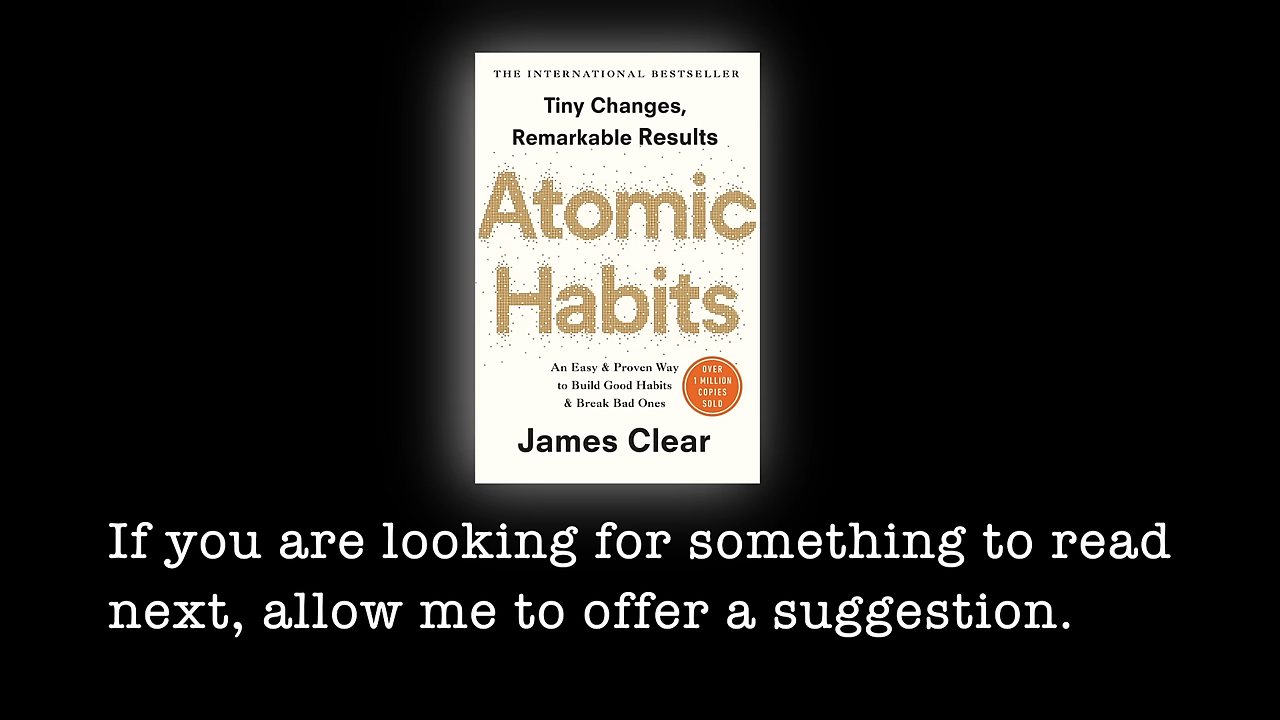 THE INTERNATIONAL BESTSELLER
Tiny Changes,
Remarkable Results
Atomic
Habits
An Easy & Proven Way
to Build Good Habits
& Break Bad Ones
OVER
1 MILLION
COPIES
SOLD
James Clear
If you are looking for something to read
next, allow me to offer a suggestion.